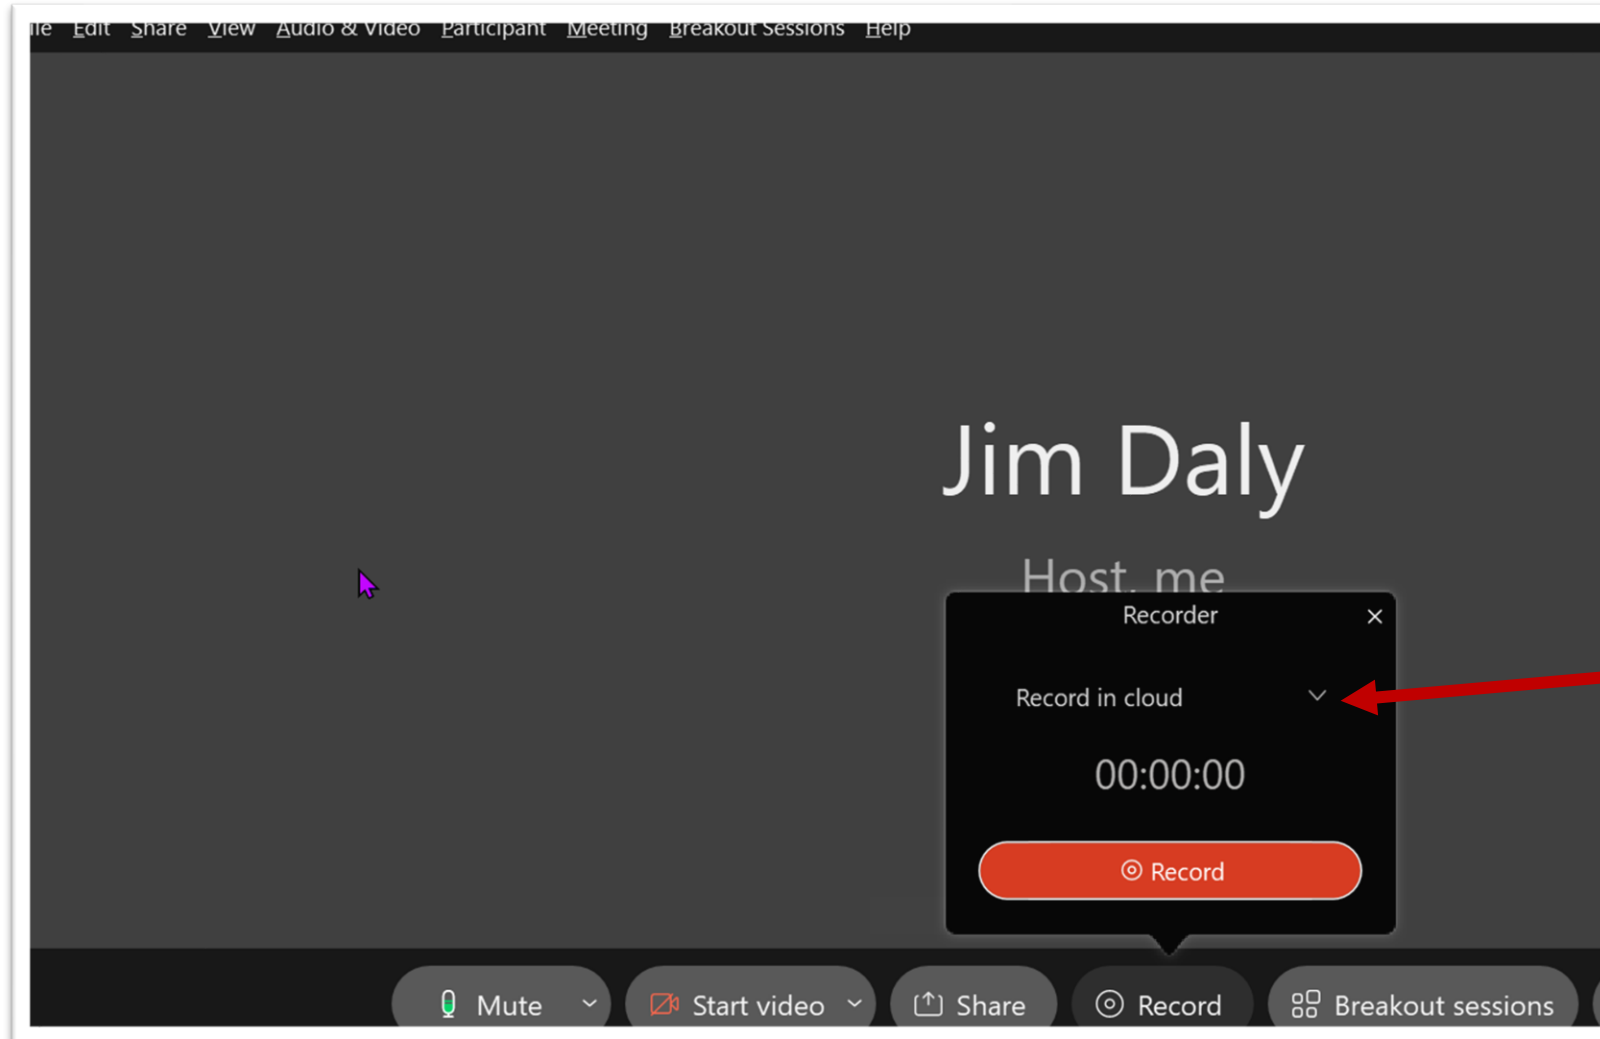 Edit Share View Audio & Video Participant Meeting Breakout Sessions Help
Jim Daly
Host, me
Recorder
Record in cloud
00:00:00
Record
Mute Start video Share Record Breakout sessions